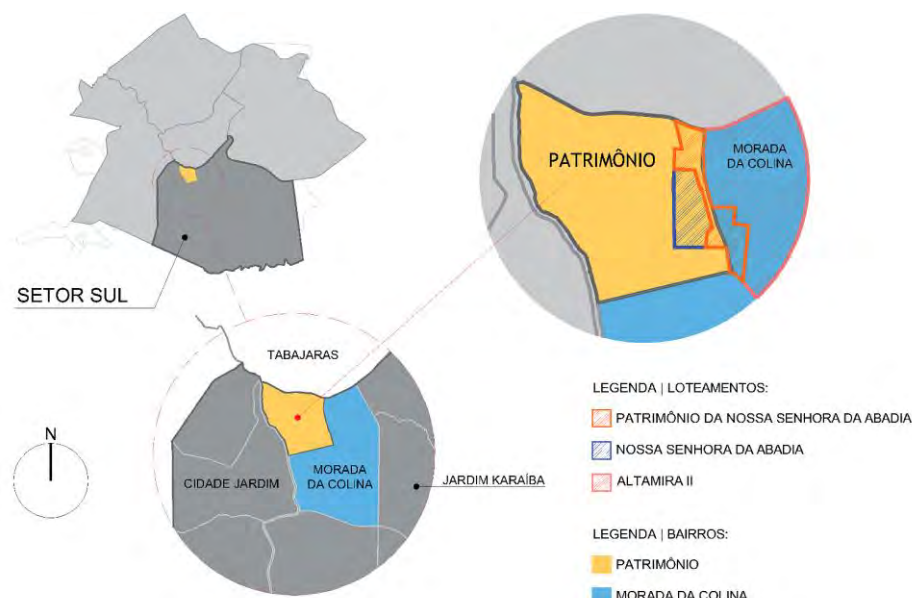 SETOR SUL
PATRIMÔNIO
MORADA
DA COLINA
TABAJARAS
CIDADE JARDIM
MORADA
DA COLINA
JARDIM KARAÍBA
N
LEGENDA | LOTEAMENTOS:
PATRIMÔNIO DA NOSSA SENHORA DA ABADIA
NOSSA SENHORA DA ABADIA
ALTAMIRA II
LEGENDA | BAIRROS:
PATRIMÔNIO
MORADA DA COLINA